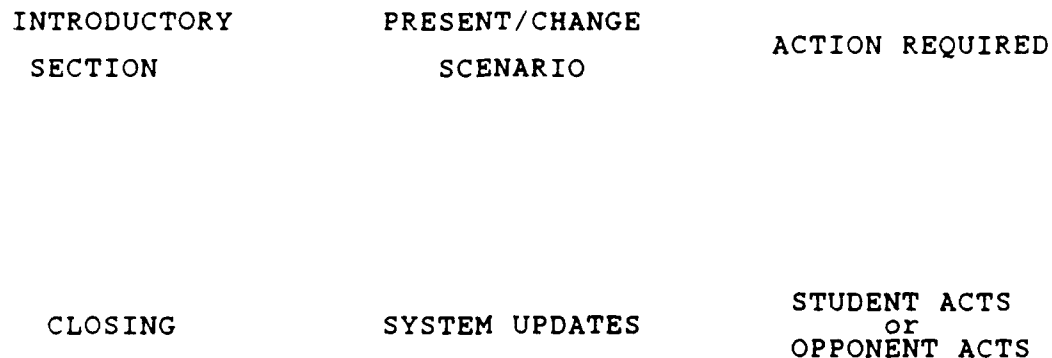 INTRODUCTORY
SECTION
PRESENT/CHANGE
SCENARIO
ACTION REQUIRED
CLOSING
SYSTEM UPDATES
STUDENT ACTS
or
OPPONENT ACTS